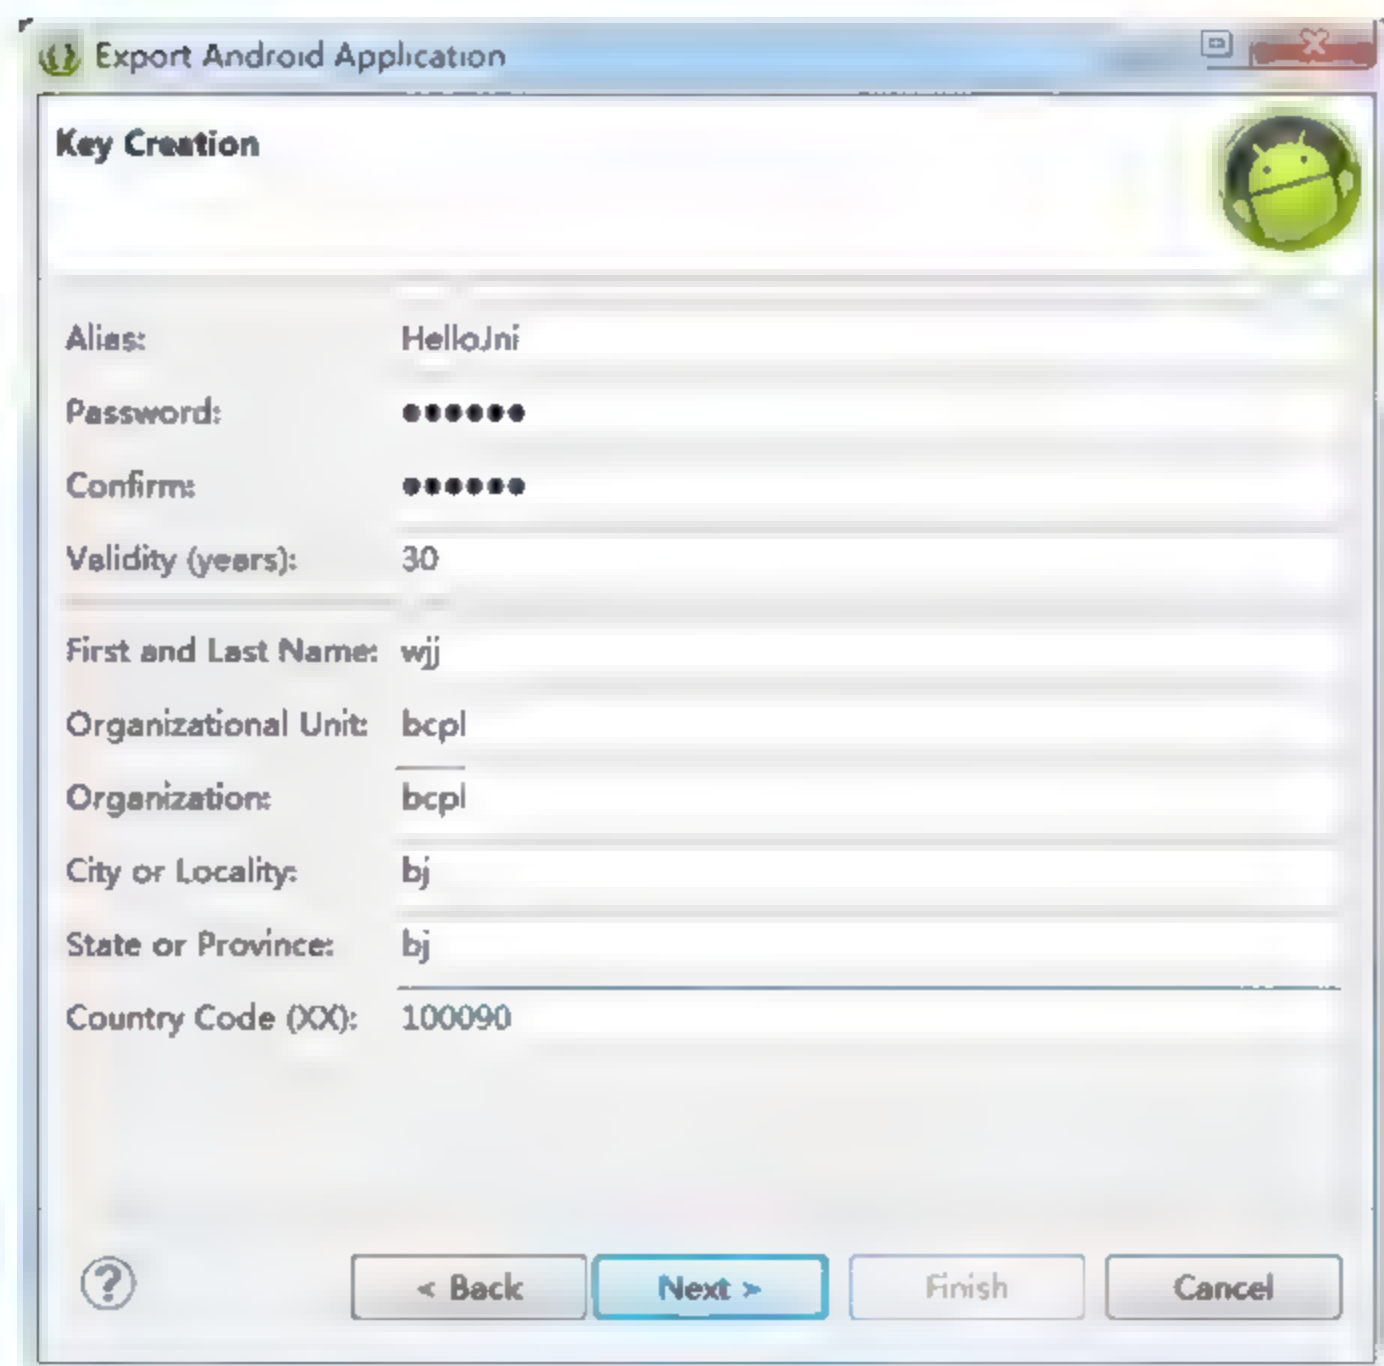 Export Android Application
Key Creation
Alias: HelloJni
Password: ●●●●●●
Confirm: ●●●●●●
Validity (years): 30
First and Last Name: wjj
Organizational Unit: bcpl
Organization: bcpl
City or Locality: bj
State or Province: bj
Country Code (XX): 100090
? < Back Next > Finish Cancel